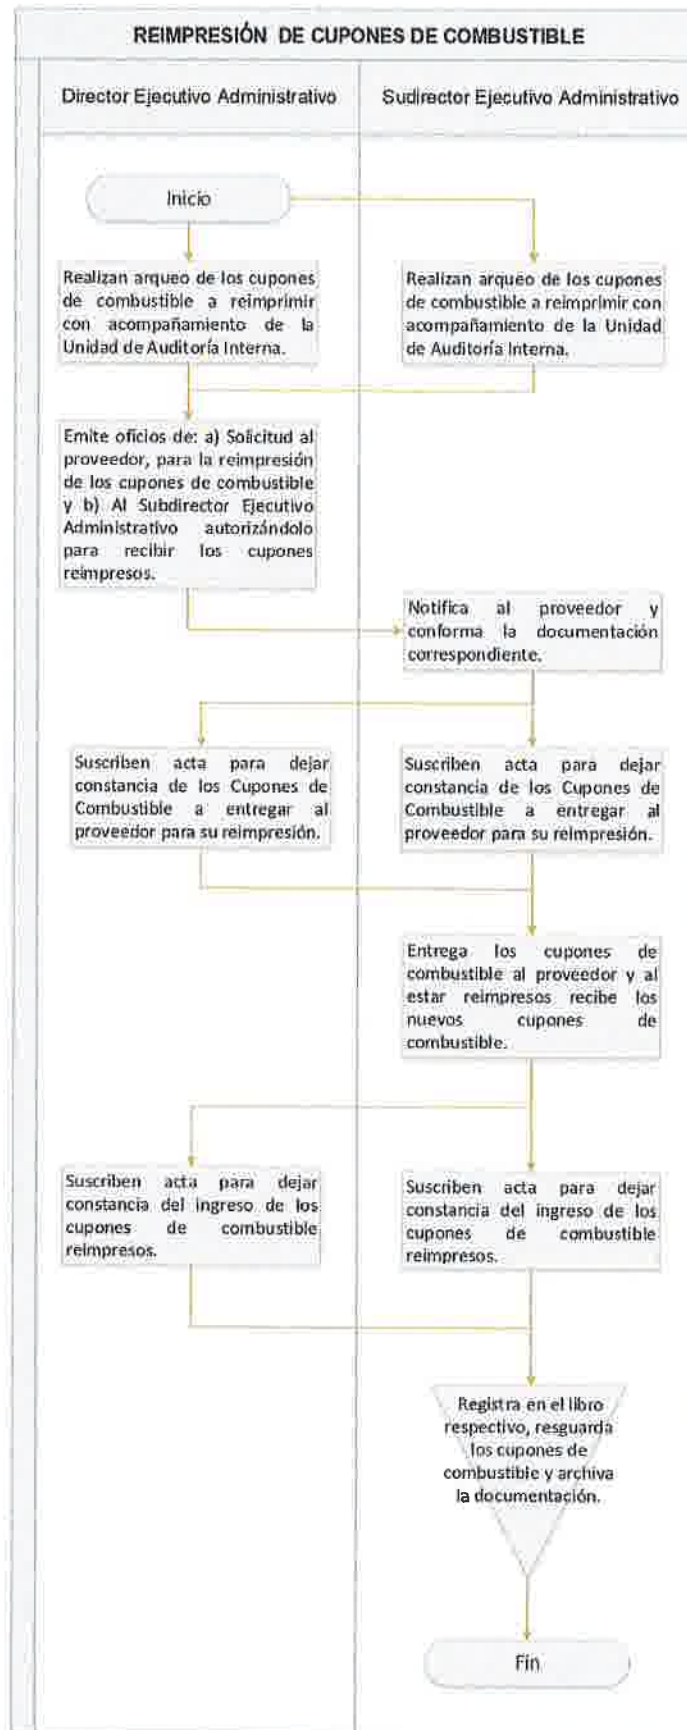 REIMPRESIÓN DE CUPONES DE COMBUSTIBLE
Director Ejecutivo Administrativo
Sudirector Ejecutivo Administrativo
Inicio
Realizan arqueo de los cupones
de combustible a reimprimir
con acompañamiento de la
Unidad de Auditoría Interna.
Realizan arqueo de los cupones
de combustible a reimprimir con
acompañamiento de la Unidad
de Auditoría Interna.
Emite oficios de: a) Solicitud al
proveedor, para la reimpresión
de los cupones de combustible
y b) Al Subdirector Ejecutivo
Administrativo autorizándolo
para recibir los cupones
reimpresos.
Notifica al proveedor y
conforma la documentación
correspondiente.
Suscriben acta para dejar
constancia de los Cupones de
Combustible a entregar al
proveedor para su reimpresión.
Suscriben acta para dejar
constancia de los Cupones de
Combustible a entregar al
proveedor para su reimpresión.
Entrega los cupones de
combustible al proveedor y al
estar reimpresos recibe los
nuevos cupones de
combustible.
Suscriben acta para dejar
constancia del ingreso de los
cupones de combustible
reimpresos.
Suscriben acta para dejar
constancia del ingreso de los
cupones de combustible
reimpresos.
Registra en el libro
respectivo, resguarda
los cupones de
combustible y archiva
la documentación.
Fin